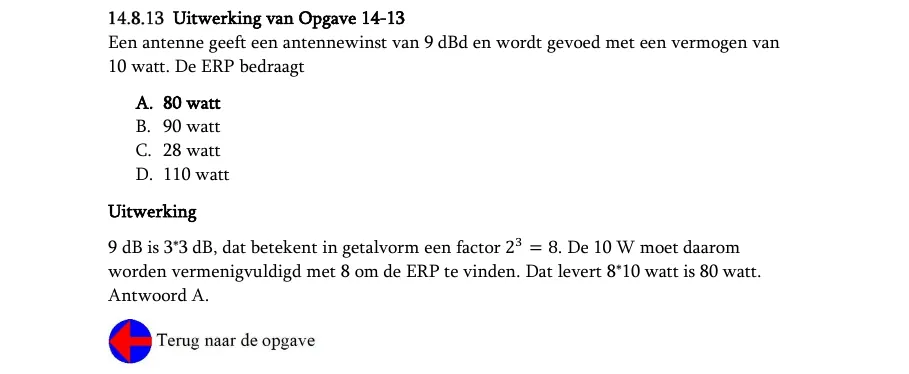 14.8.13 Uitwerking van Opgave 14-13
Een antenne geeft een antennewinst van 9 dBd en wordt gevoed met een vermogen van
10 watt. De ERP bedraagt
A. 80 watt
B. 90 watt
C. 28 watt
D. 110 watt
Uitwerking
9 dB is 3*3 dB, dat betekent in getalvorm een factor 2³ = 8. De 10 W moet daarom
worden vermenigvuldigd met 8 om de ERP te vinden. Dat levert 8*10 watt is 80 watt.
Antwoord A.
Terug naar de opgave